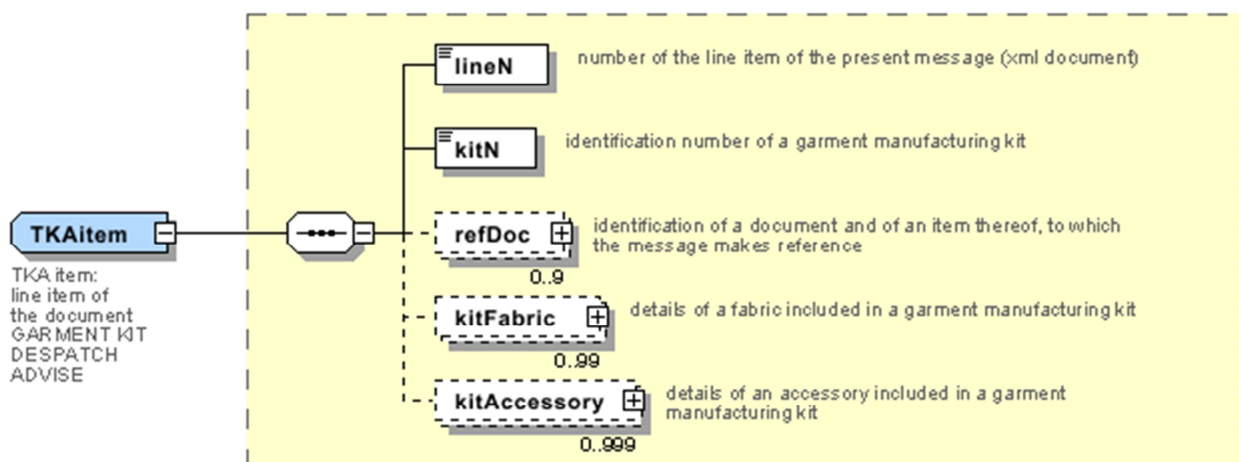 lineN
number of the line item of the present message (xml document)
kitN
identification number of a garment manufacturing kit
TKAitem
TKA item:
line item of
the document
GARMENT KIT
DESPATCH
ADVISE
refDoc
identification of a document and of an item thereof, to which
the message makes reference
0..9
kitFabric
details of a fabric included in a garment manufacturing kit
0..99
kitAccessory
details of an accessory included in a garment
manufacturing kit
0..999